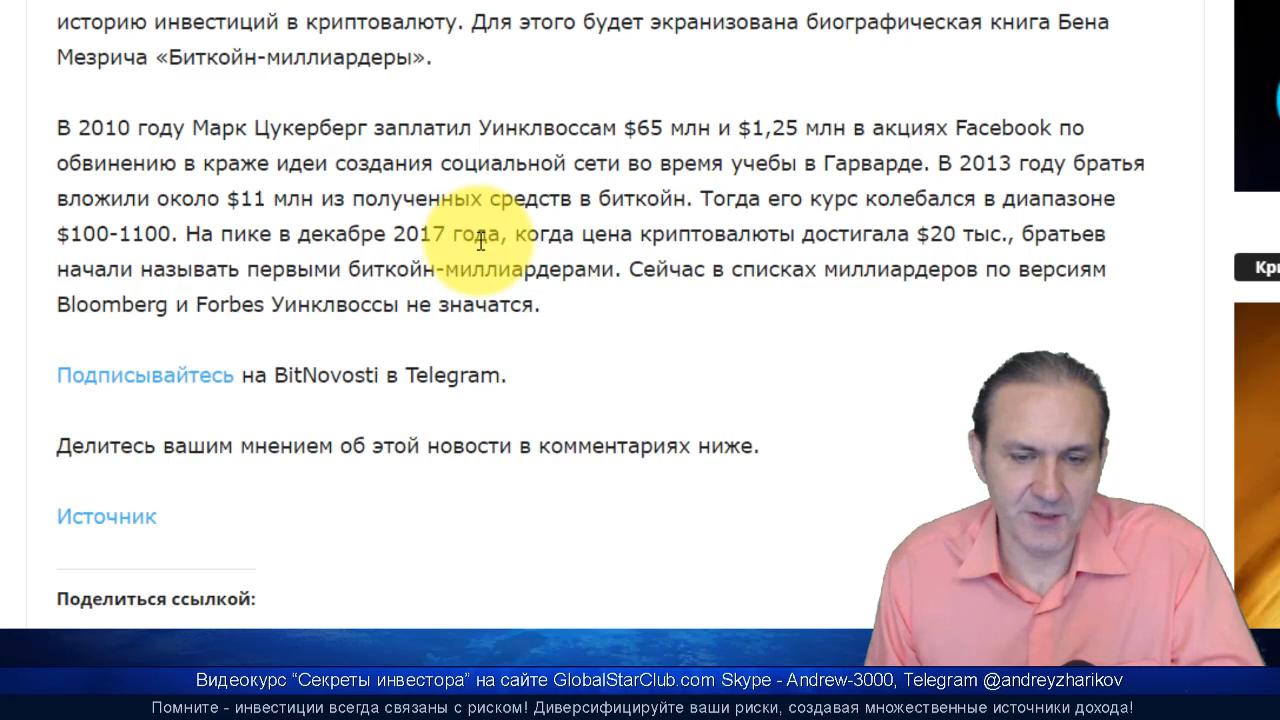 историю инвестиций в криптовалюту. Для этого будет экранизована биографическая книга Бена
Мезрича «Биткойн-миллиардеры».
В 2010 году Марк Цукерберг заплатил Уинклвоссам $65 млн и $1,25 млн в акциях Facebook по
обвинению в краже идеи создания социальной сети во время учебы в Гарварде. В 2013 году братья
вложили около $11 млн из полученных средств в биткойн. Тогда его курс колебался в диапазоне
$100-1100. На пике в декабре 2017 года, когда цена криптовалюты достигала $20 тыс., братьев
начали называть первыми биткойн-миллиардерами. Сейчас в списках миллиардеров по версиям
Bloomberg и Forbes Уинклвоссы не значатся.
Подписывайтесь на BitNovosti в Telegram.
Делитесь вашим мнением об этой новости в комментариях ниже.
Источник
Поделиться ссылкой:
Видеокурс “Секреты инвестора” на сайте GlobalStarClub.com Skype - Andrew-3000, Telegram @andreyzharikov
Помните - инвестиции всегда связаны с риском! Диверсифицируйте ваши риски, создавая множественные источники дохода!